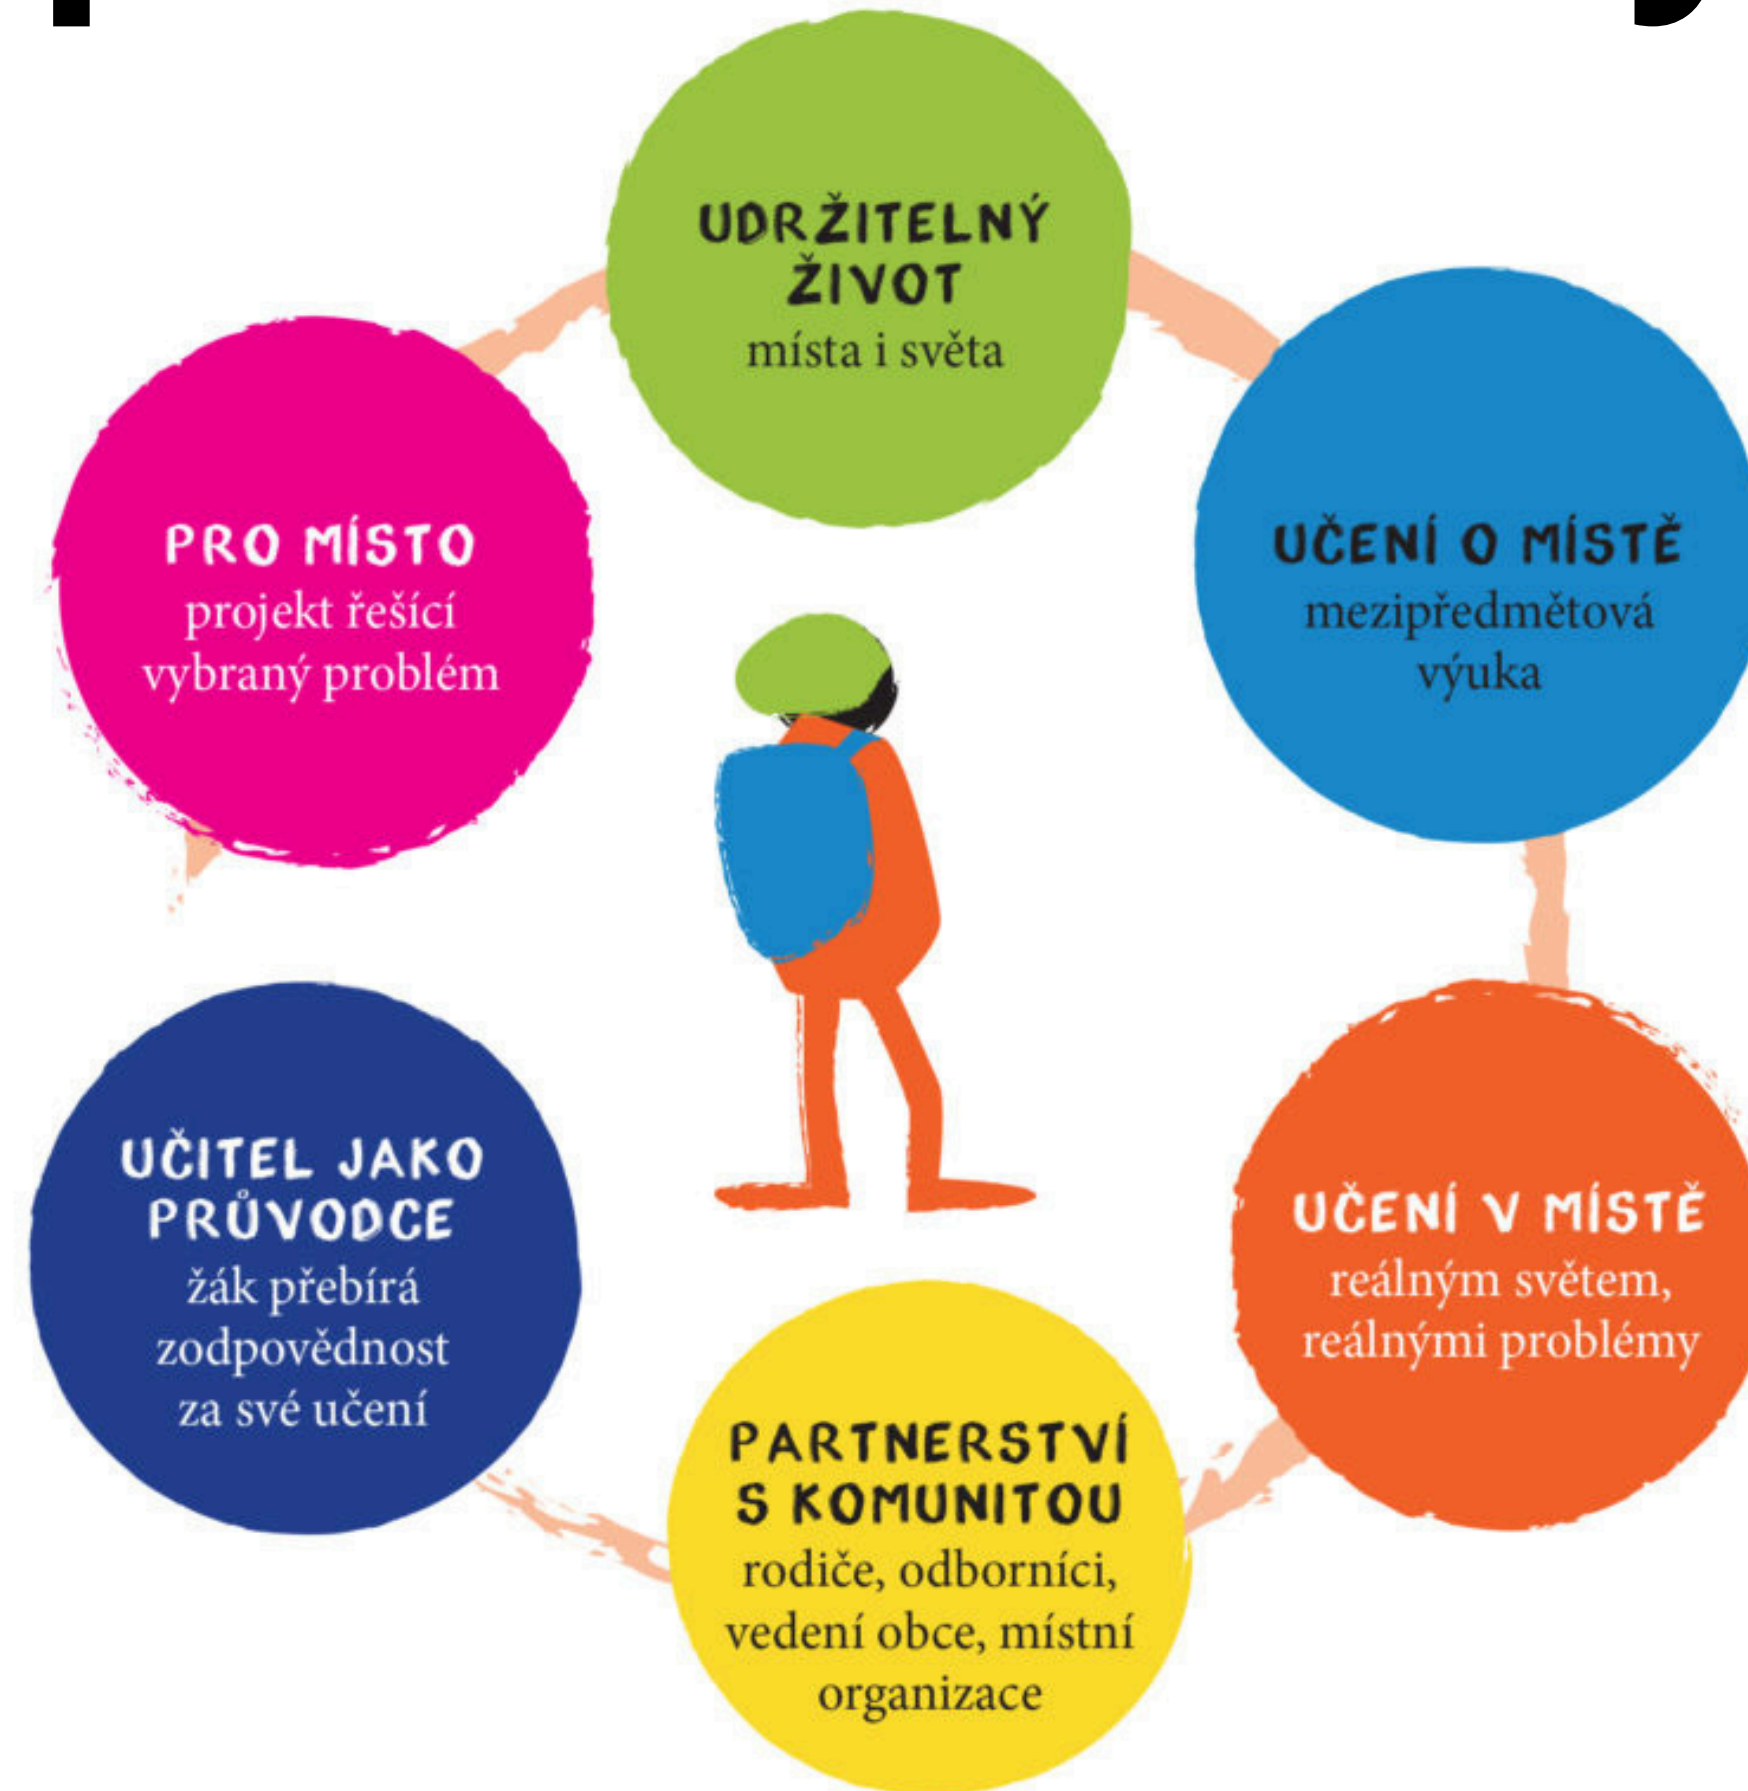 UDRŽITELNÝ
ŽIVOT
místa i světa
UČENÍ O MÍSTĚ
mezipředmětová
výuka
UČENÍ V MÍSTĚ
reálným světem,
reálnými problémy
PARTNERSTVÍ
S KOMUNITOU
rodiče, odborníci,
vedení obce, místní
organizace
UČITEL JAKO
PRŮVODCE
žák přebírá
zodpovědnost
za své učení
PRO MÍSTO
projekt řešící
vybraný problém